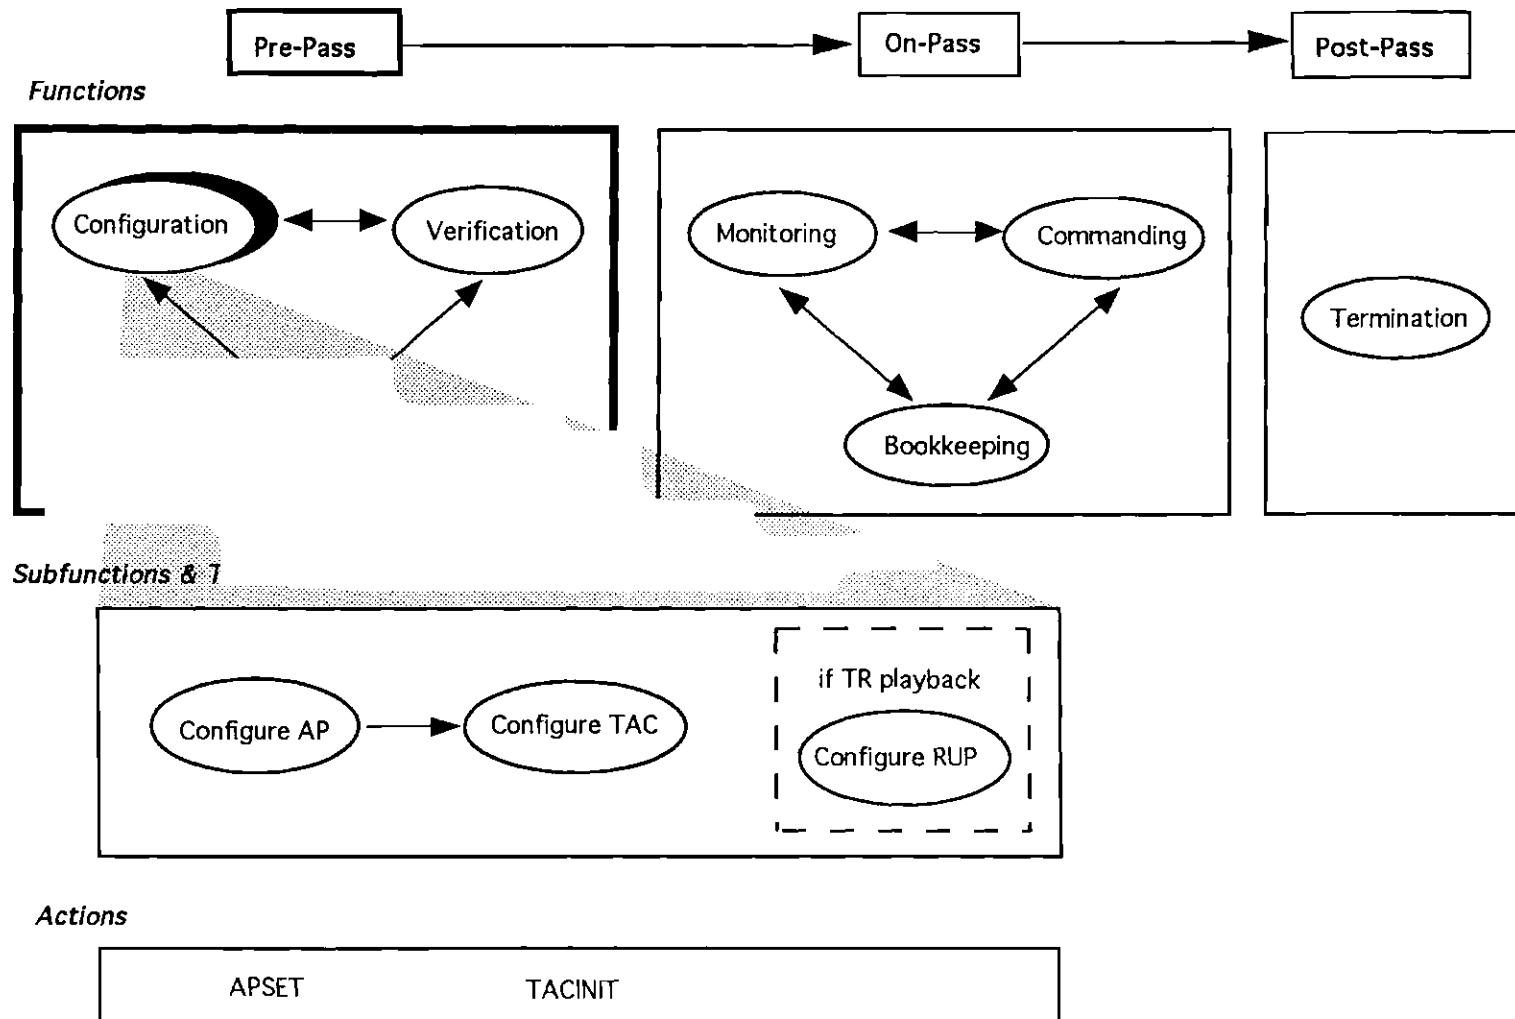 Pre-Pass
On-Pass
Post-Pass
Functions
Configuration
Verification
Monitoring
Commanding
Termination
Bookkeeping
Subfunctions &
if TR playback
Configure AP
Configure TAC
Configure RUP
Actions
APSET
TACINIT